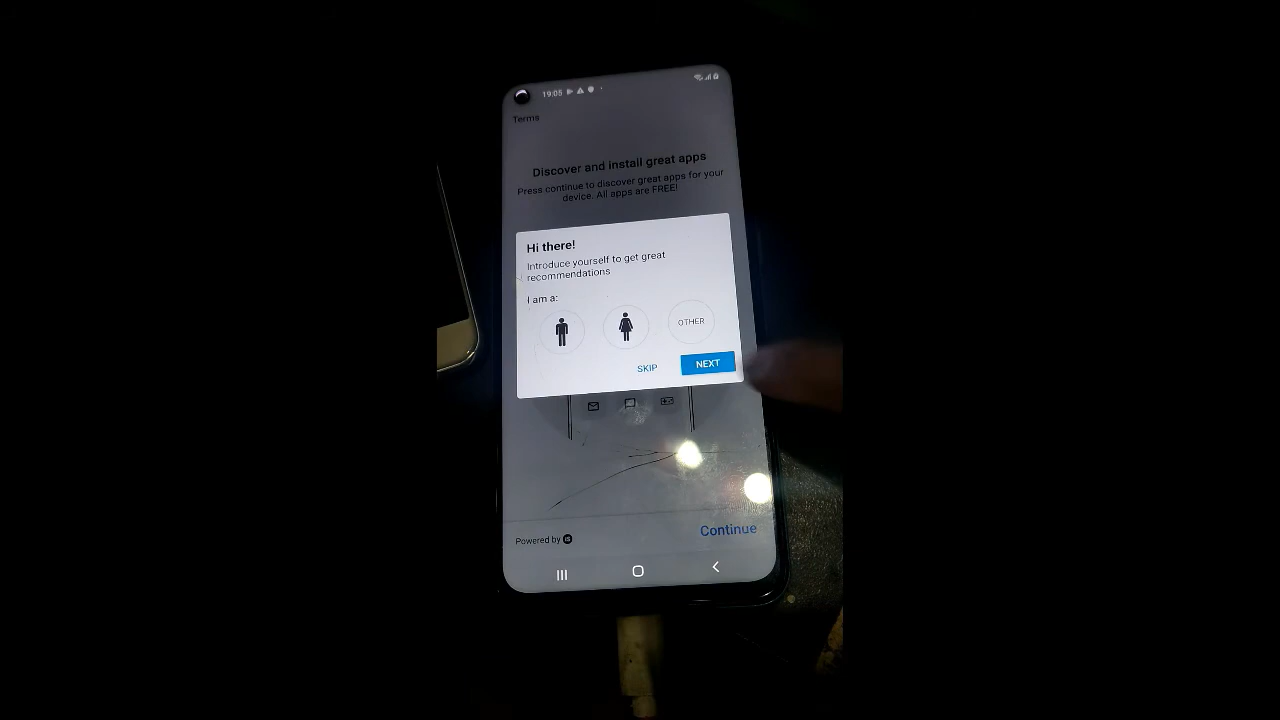 19:05
Terms
Discover and install great apps
Press continue to discover great apps for your
device. All apps are FREE!
Hi there!
Introduce yourself to get great
recommendations
I am a:
OTHER
SKIP
NEXT
Powered by iS
Continue